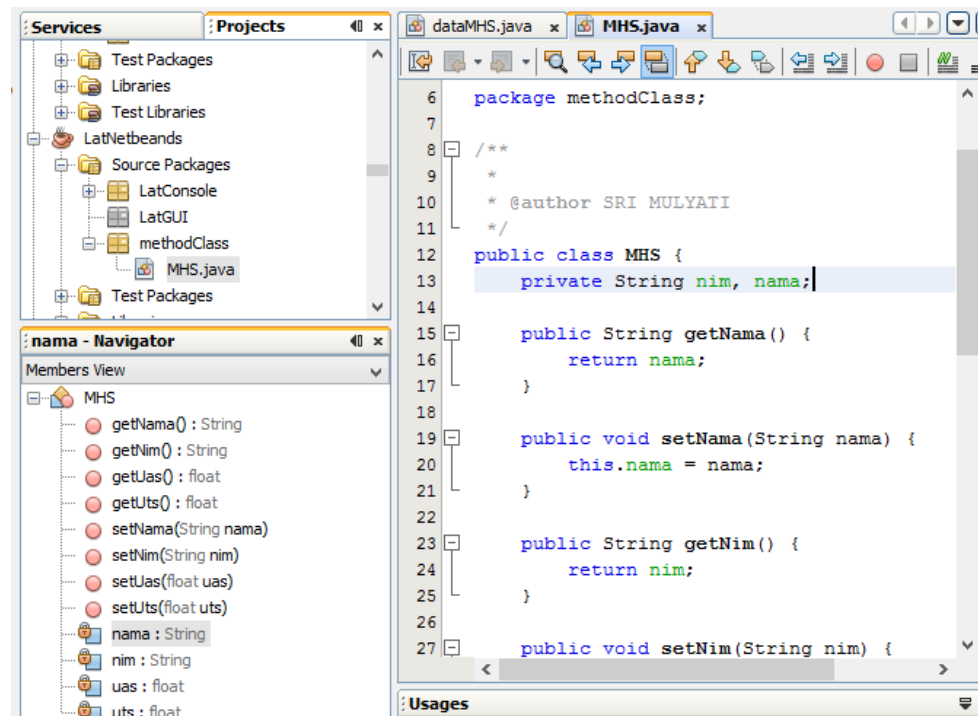 Services
Projects
Test Packages
Libraries
Test Libraries
LatNetbeands
Source Packages
LatConsole
LatGUI
methodClass
MHS.java
Test Packages
nama - Navigator
Members View
MHS
getNama() : String
getNim() : String
getUas() : float
getUts() : float
setNama(String nama)
setNim(String nim)
setUas(float uas)
setUts(float uts)
nama : String
nim : String
uas : float
uts : float
dataMHS.java
MHS.java
6 package methodClass;
7
8 /**
9 *
10 * @author SRI MULYATI
11 */
12 public class MHS {
13 private String nim, nama;
14
15 public String getNama() {
16 return nama;
17 }
18
19 public void setNama(String nama) {
20 this.nama = nama;
21 }
22
23 public String getNim() {
24 return nim;
25 }
26
27 public void setNim(String nim) {
Usages